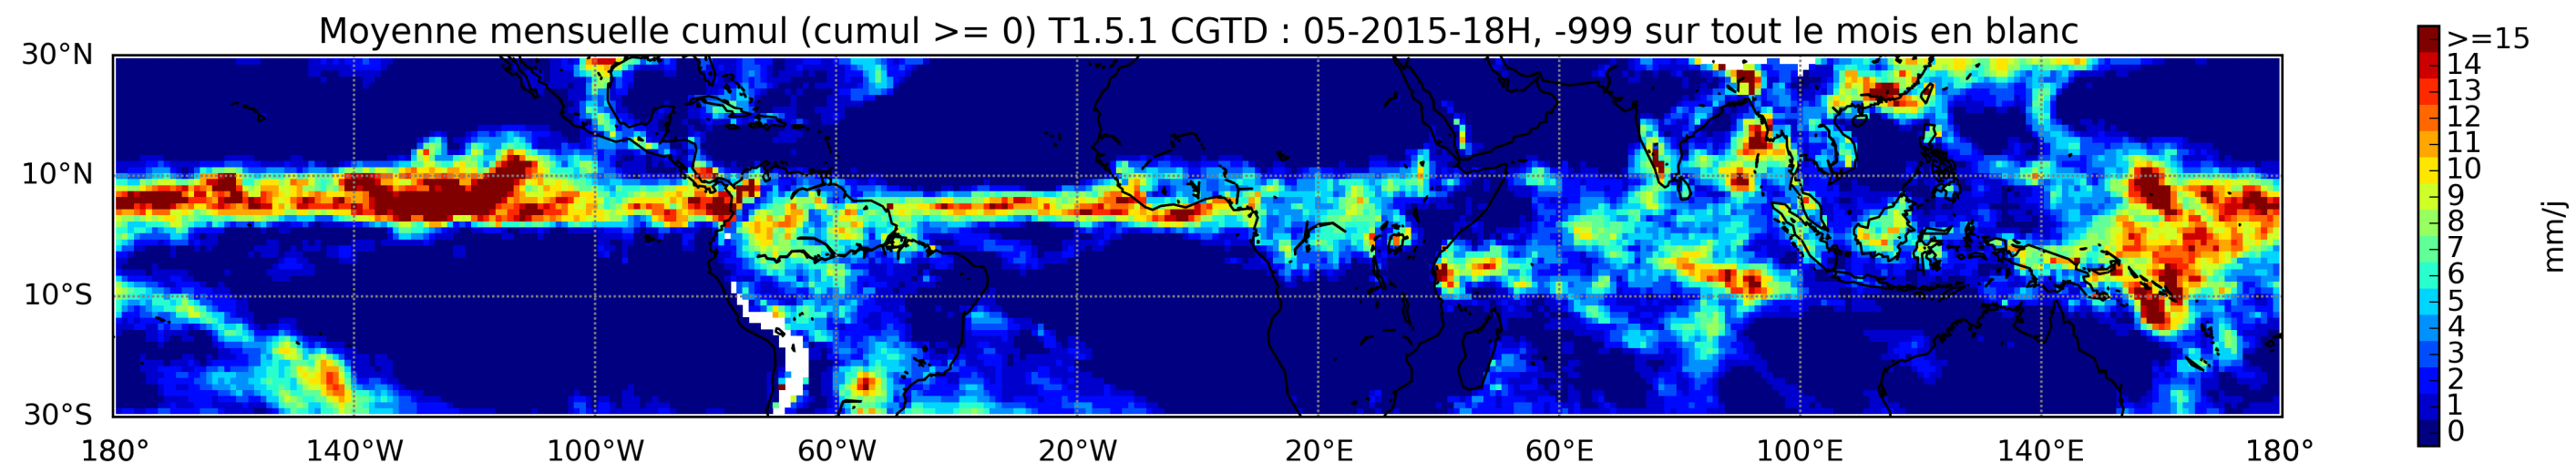 Moyenne mensuelle cumul (cumul >= 0) T1.5.1 CGTD : 05-2015-18H, -999 sur tout le mois en blanc
30°N
10°N
10°S
30°S
180°
140°W
100°W
60°W
20°W
20°E
60°E
100°E
140°E
180°
>=15
14
13
12
11
10
9
8
7
6
5
4
3
2
1
0
mm/j